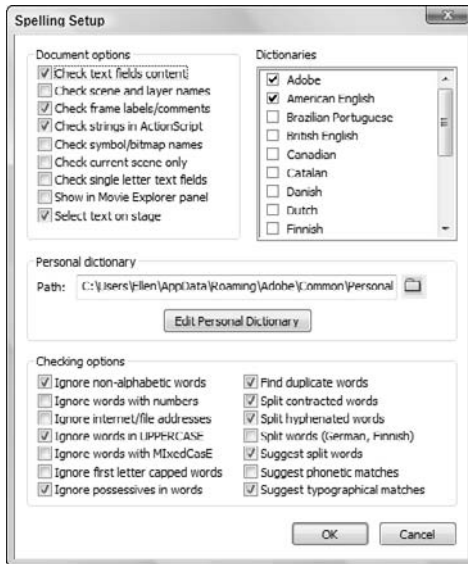 Spelling Setup
Document options
Check text fields content
Check scene and layer names
Check frame labels/comments
Check strings in ActionScript
Check symbol/bitmap names
Check current scene only
Check single letter text fields
Show in Movie Explorer panel
Select text on stage
Dictionaries
Adobe
American English
Brazilian Portuguese
British English
Canadian
Catalan
Danish
Dutch
Finnish
Personal dictionary
Path: C:\Users\Ellen\AppData\Roaming\Adobe\Common\Personal
Edit Personal Dictionary
Checking options
Ignore non-alphabetic words
Ignore words with numbers
Ignore internet/file addresses
Ignore words in UPPERCASE
Ignore words with MIxedCasE
Ignore first letter capped words
Ignore possessives in words
Find duplicate words
Split contracted words
Split hyphenated words
Split words (German, Finnish)
Suggest split words
Suggest phonetic matches
Suggest typographical matches
OK Cancel